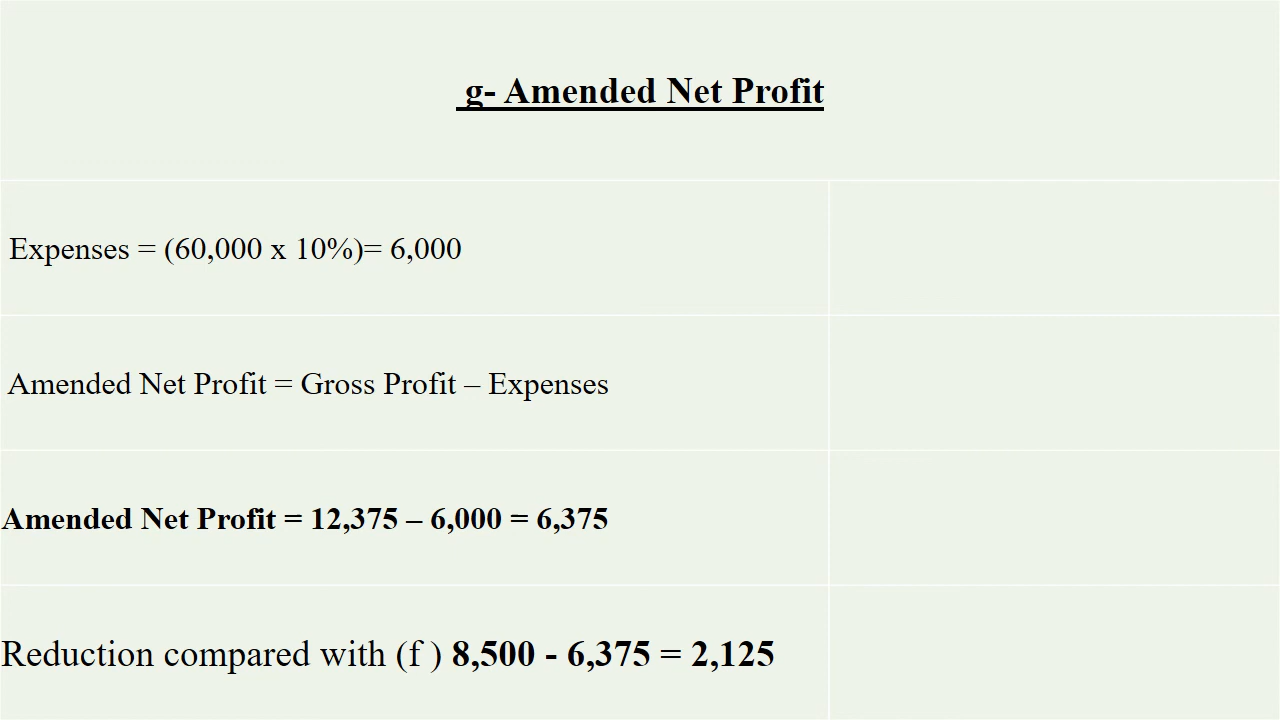 g- Amended Net Profit
Expenses = (60,000 x 10%)= 6,000
Amended Net Profit = Gross Profit – Expenses
Amended Net Profit = 12,375 – 6,000 = 6,375
Reduction compared with (f ) 8,500 - 6,375 = 2,125